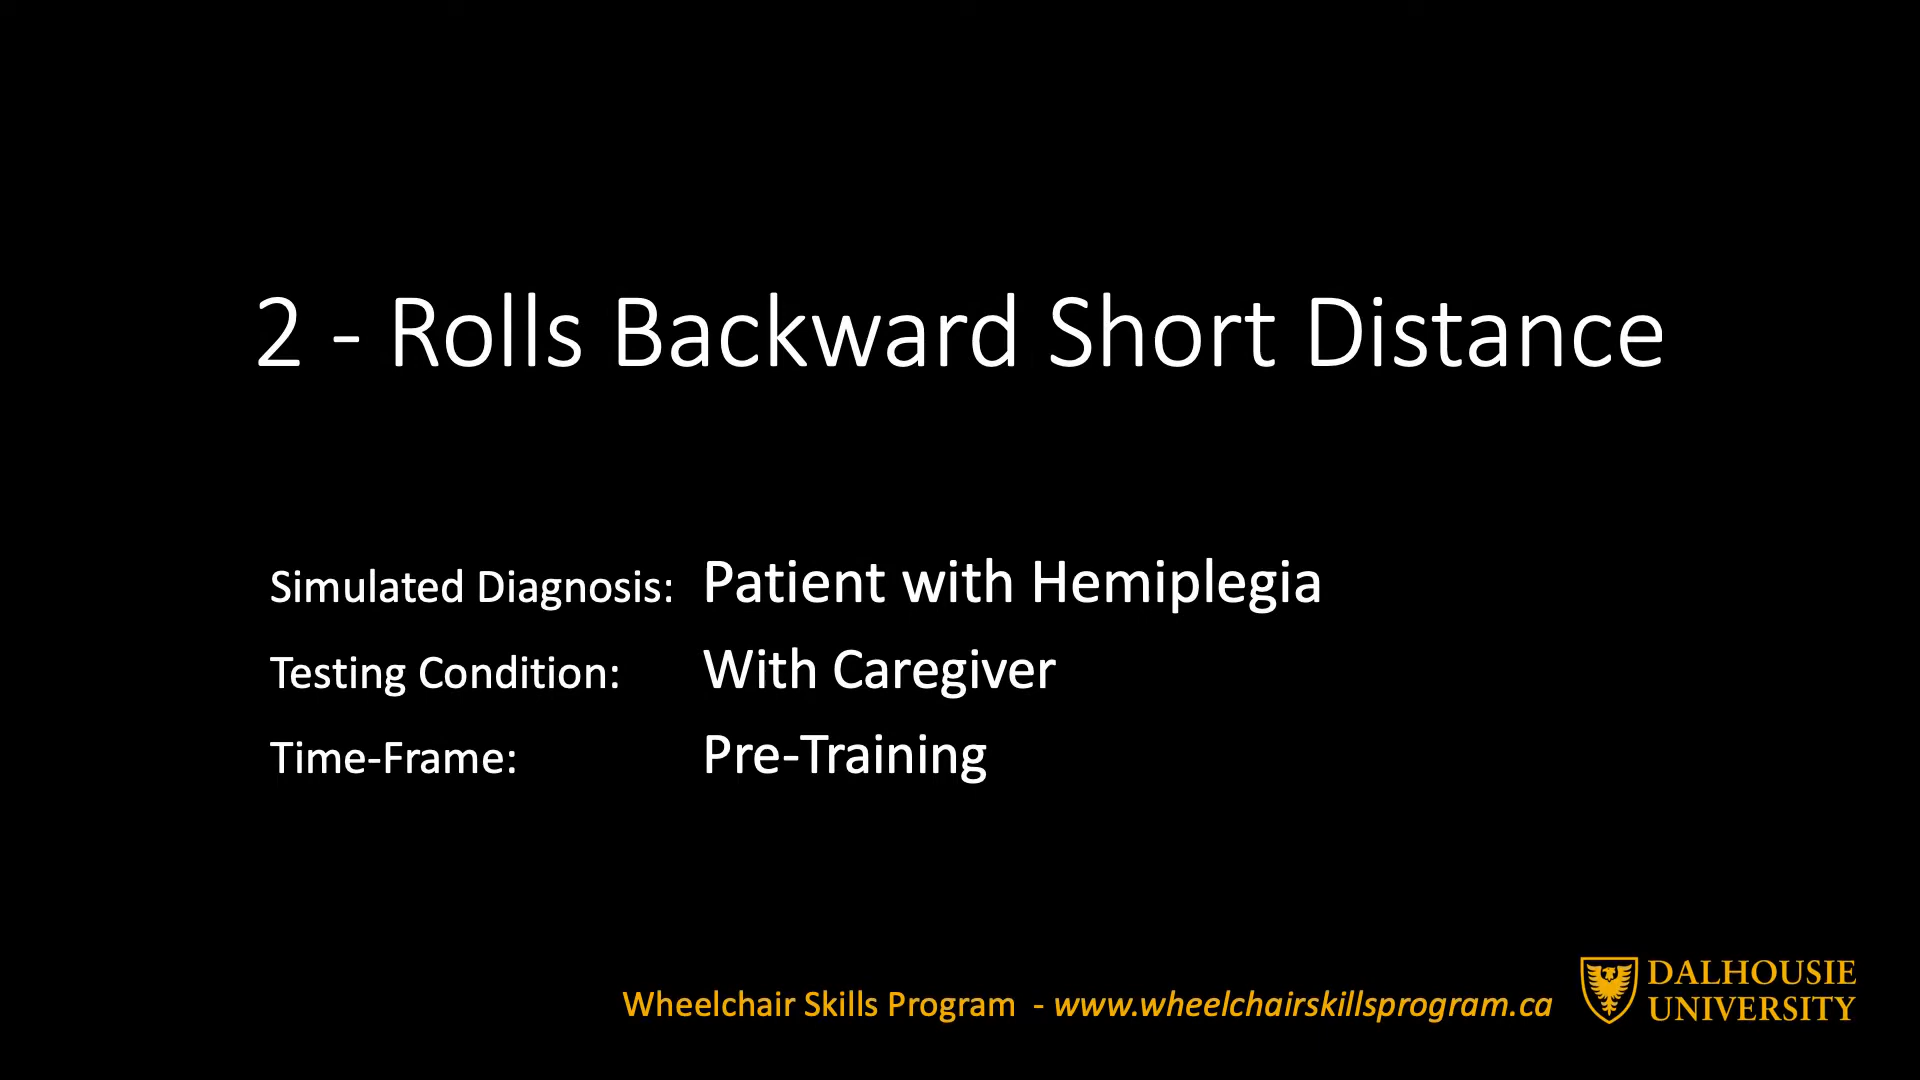 2 - Rolls Backward Short Distance
Simulated Diagnosis: Patient with Hemiplegia
Testing Condition: With Caregiver
Time-Frame: Pre-Training
Wheelchair Skills Program - www.wheelchairskillsprogram.ca
DALHOUSIE
UNIVERSITY